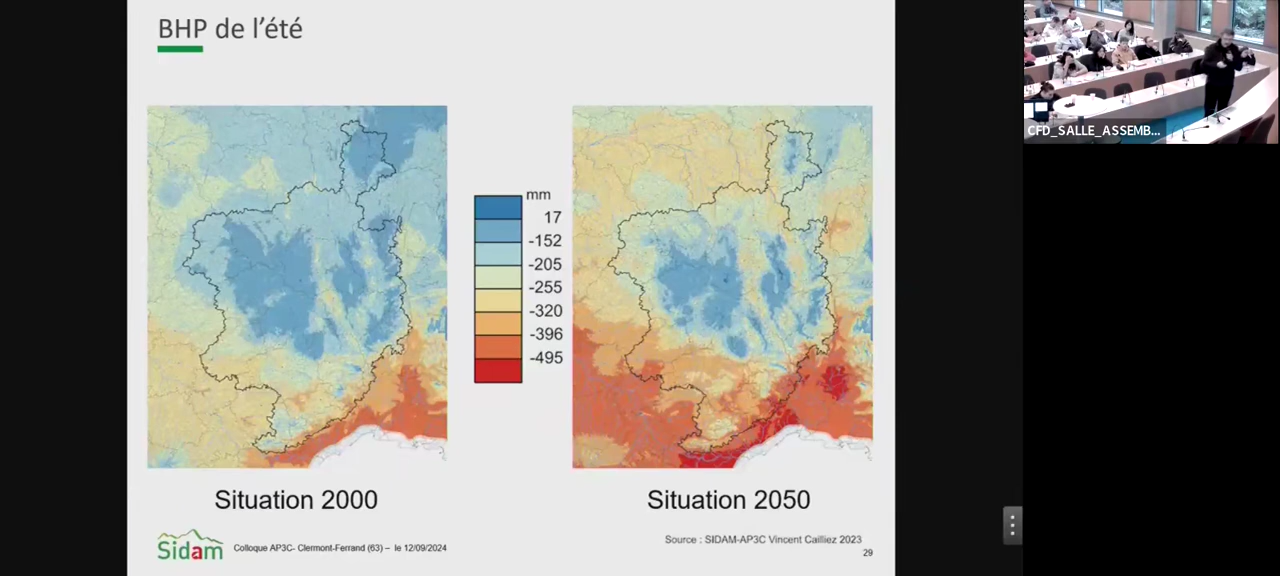 BHP de l'été
mm
17
-152
-205
-255
-320
-396
-495
Situation 2000
Situation 2050
Sidam
Colloque AP3C- Clermont-Ferrand (63) – le 12/09/2024
Source : SIDAM-AP3C Vincent Cailliez 2023
29
CFD_SALLE_ASSEMB...